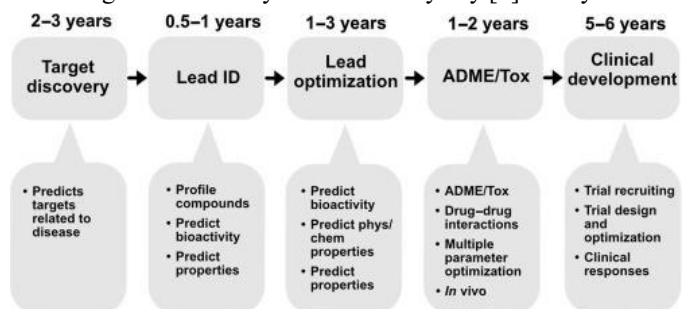 2–3 years
0.5–1 years
1–3 years
1–2 years
5–6 years
Target
discovery
Lead ID
Lead
optimization
ADME/Tox
Clinical
development
• Predicts
targets
related to
disease
• Profile
compounds
• Predict
bioactivity
• Predict
properties
• Predict
bioactivity
• Predict phys/
chem
properties
• Predict
properties
• ADME/Tox
• Drug–drug
interactions
• Multiple
parameter
optimization
• In vivo
• Trial recruiting
• Trial design
and
optimization
• Clinical
responses